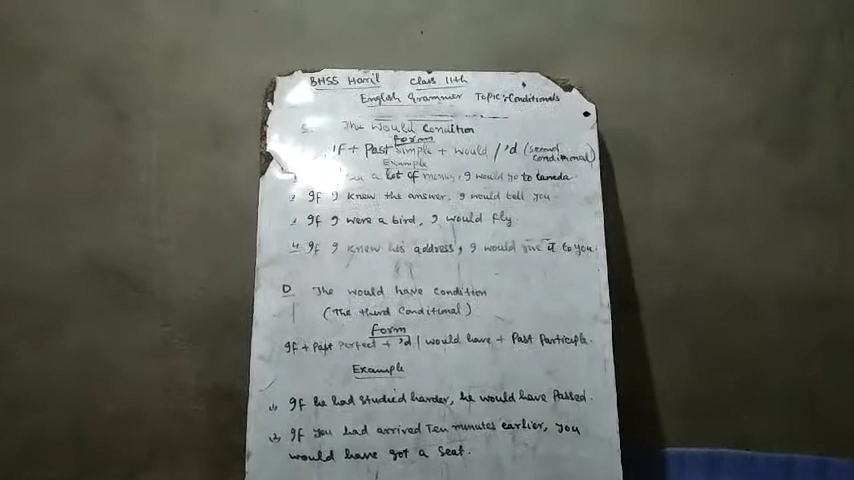 BHSS Harril Class 11th
English Grammer Topic:-Conditionals
The Would Condition
Form
If + Past Simple + would / 'd (second
conditional)
Example
a lot of money, I would go to Canada.
2 If I knew the answer, I would tell you.
3 If I were a bird, I would fly.
4 If I knew his address, I would give it to you.
D The would have condition
(The third conditional)
Form
If + Past Perfect + 'd / would have + Past Participle.
Example
(1) If he had studied harder, he would have Passed.
(2) If you had arrived Ten minutes earlier, you
would have got a seat.